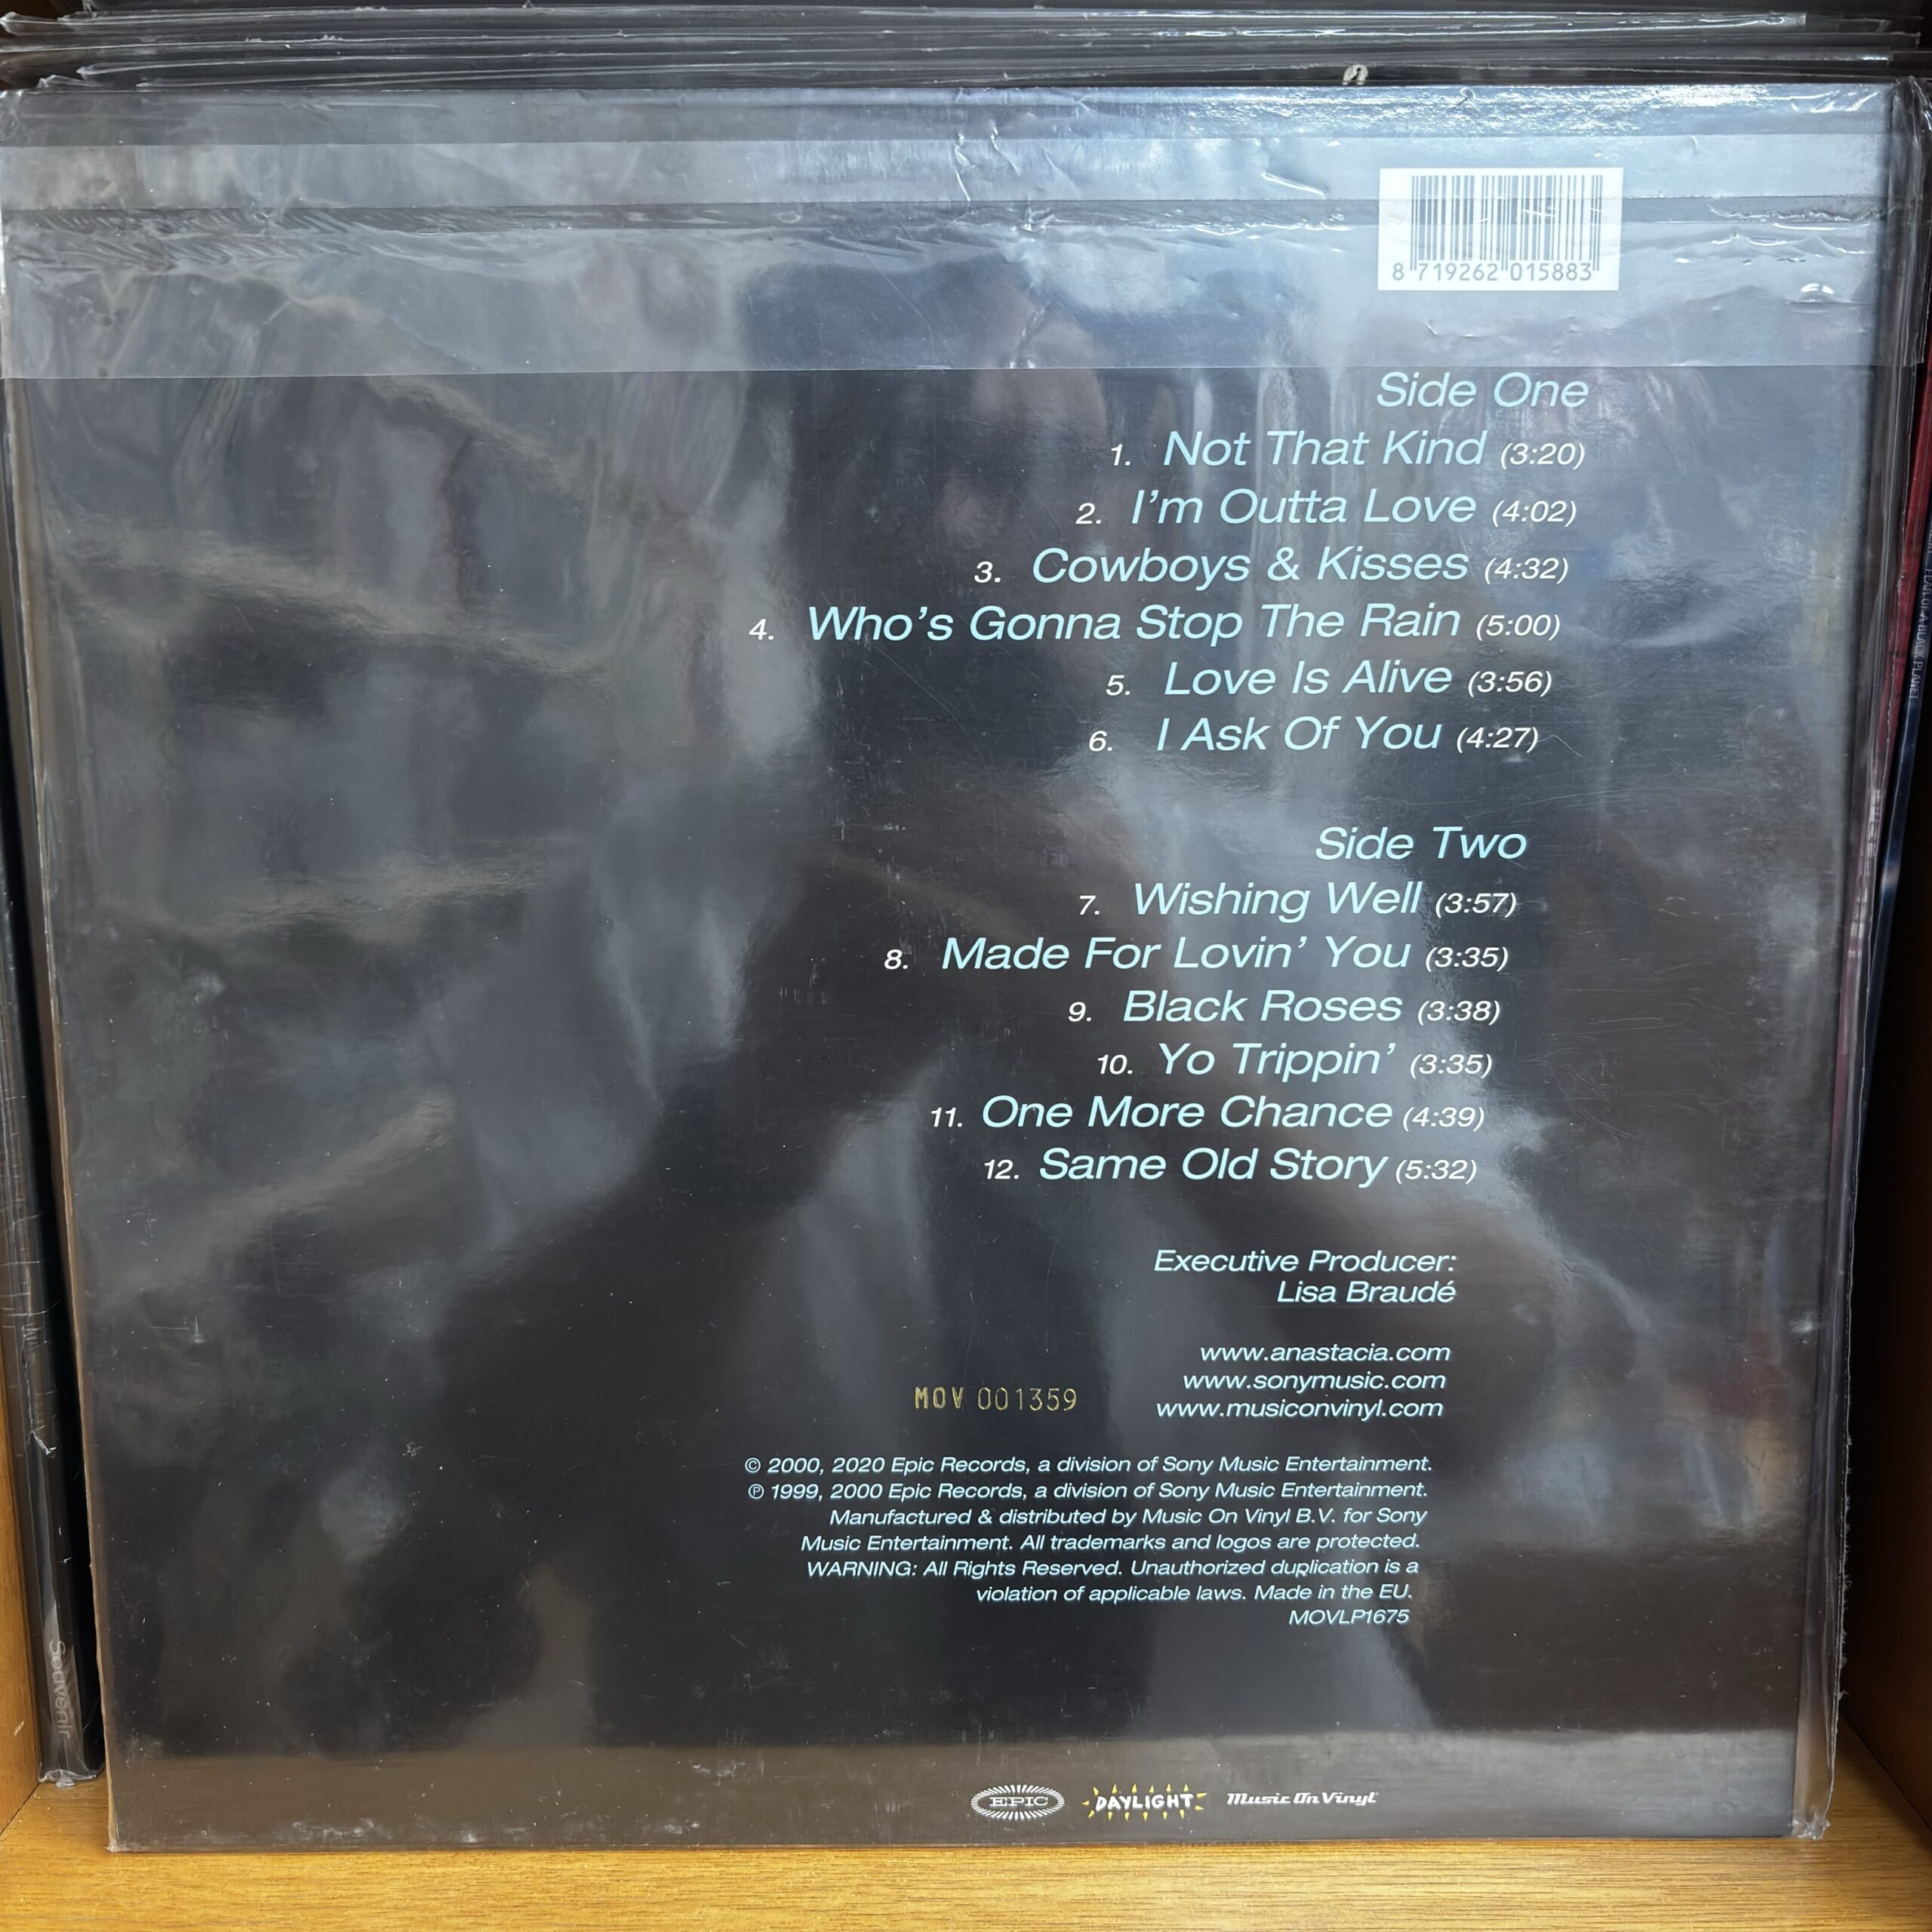 8 719262 015883
Side One
1. Not That Kind (3:20)
2. I'm Outta Love (4:02)
3. Cowboys & Kisses (4:32)
4. Who's Gonna Stop The Rain (5:00)
5. Love Is Alive (3:56)
6. I Ask Of You (4:27)
Side Two
7. Wishing Well (3:57)
8. Made For Lovin' You (3:35)
9. Black Roses (3:38)
10. Yo Trippin' (3:35)
11. One More Chance (4:39)
12. Same Old Story (5:32)
Executive Producer:
Lisa Braudé
www.anastacia.com
www.sonymusic.com
www.musiconvinyl.com
MOV 001359
© 2000, 2020 Epic Records, a division of Sony Music Entertainment.
℗ 1999, 2000 Epic Records, a division of Sony Music Entertainment.
Manufactured & distributed by Music On Vinyl B.V. for Sony
Music Entertainment. All trademarks and logos are protected.
WARNING: All Rights Reserved. Unauthorized duplication is a
violation of applicable laws. Made in the EU.
MOVLP1675
EPIC
DAYLIGHT
Music On Vinyl
Souvenir
BLACK PLANET